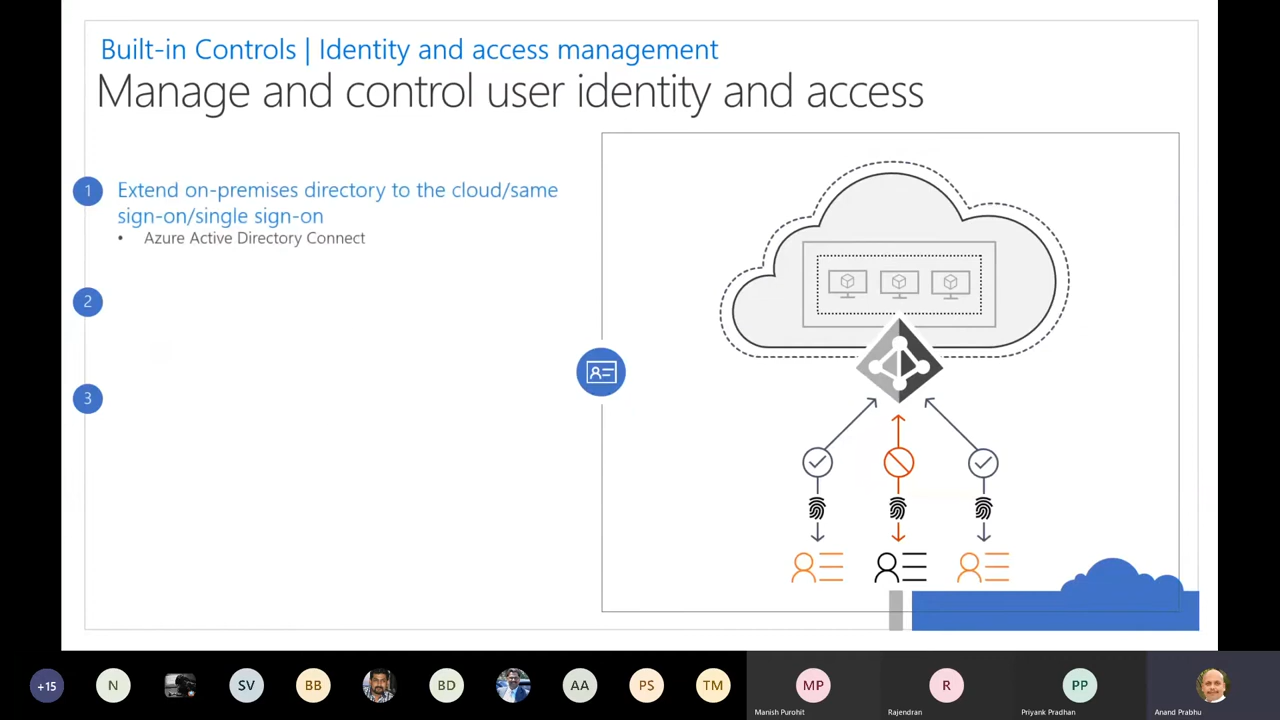 Built-in Controls | Identity and access management
Manage and control user identity and access
1
Extend on-premises directory to the cloud/same
sign-on/single sign-on
• Azure Active Directory Connect
2
3
+15
N
SV
BB
BD
AA
PS
TM
MP
R
PP
Manish Purohit
Rajendran
Priyank Pradhan
Anand Prabhu